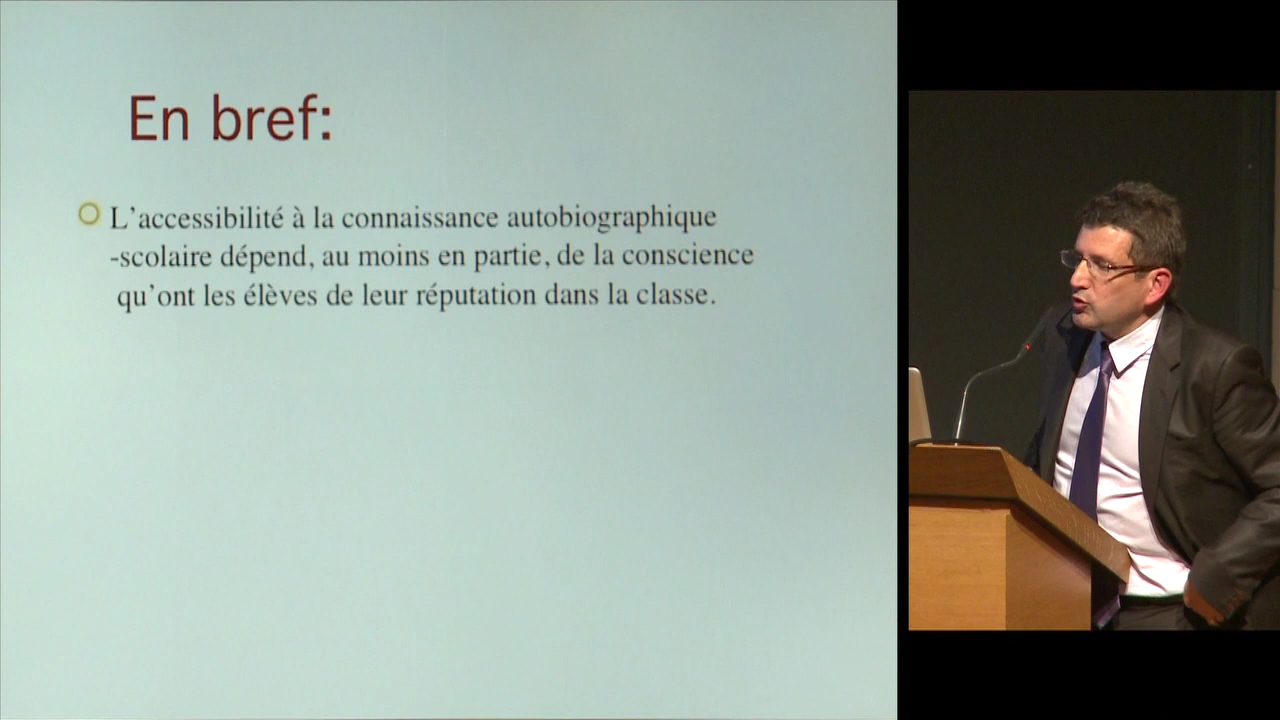 En bref:
L'accessibilité à la connaissance autobiographique
-scolaire dépend, au moins en partie, de la conscience
qu'ont les élèves de leur réputation dans la classe.